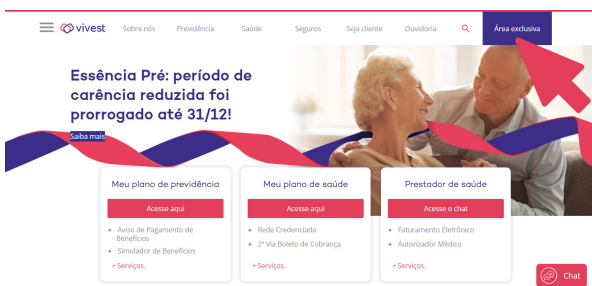 vivest
Sobre nós
Previdência
Saúde
Seguros
Seja cliente
Ouvidoria
Área exclusiva
Essência Pré: período de
carência reduzida foi
prorrogado até 31/12!
Saiba mais
Meu plano de previdência
Acesse aqui
• Aviso de Pagamento de
Benefícios
• Simulador de Benefícios
+ Serviços.
Meu plano de saúde
Acesse aqui
• Rede Credenciada
• 2ª Via Boleto de Cobrança
+ Serviços.
Prestador de saúde
Acesse o chat
• Faturamento Eletrônico
• Autorizador Médico
+ Serviços.
Chat